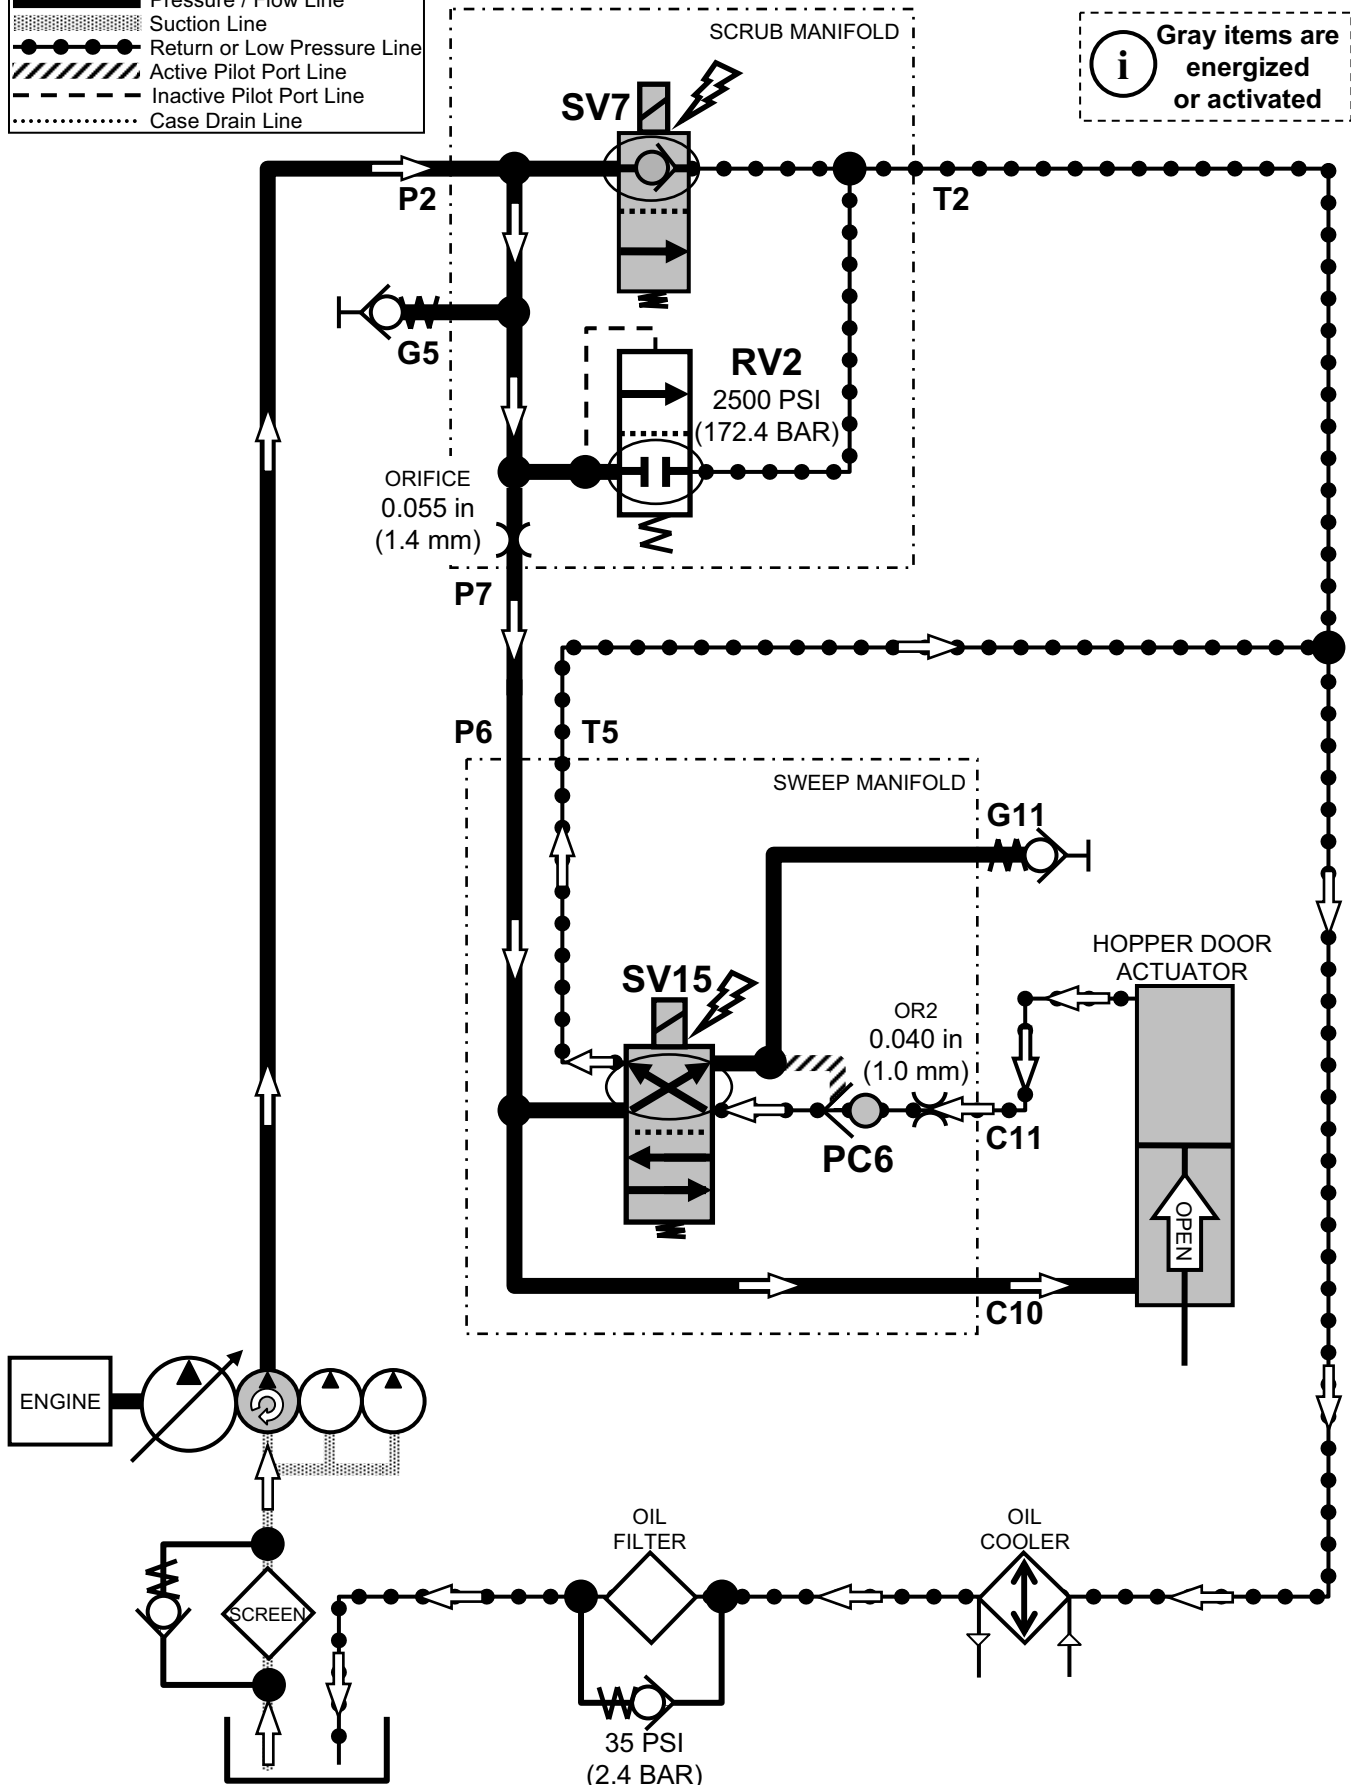 Pressure / Flow Line
Suction Line
Return or Low Pressure Line
Active Pilot Port Line
Inactive Pilot Port Line
Case Drain Line
SCRUB MANIFOLD
i
Gray items are
energized
or activated
SV7
P2
T2
G5
RV2
2500 PSI
(172.4 BAR)
ORIFICE
0.055 in
(1.4 mm)
P7
P6
T5
SWEEP MANIFOLD
G11
HOPPER DOOR
ACTUATOR
SV15
OR2
0.040 in
(1.0 mm)
C11
PC6
OPEN
C10
ENGINE
OIL
FILTER
OIL
COOLER
SCREEN
35 PSI
(2.4 BAR)